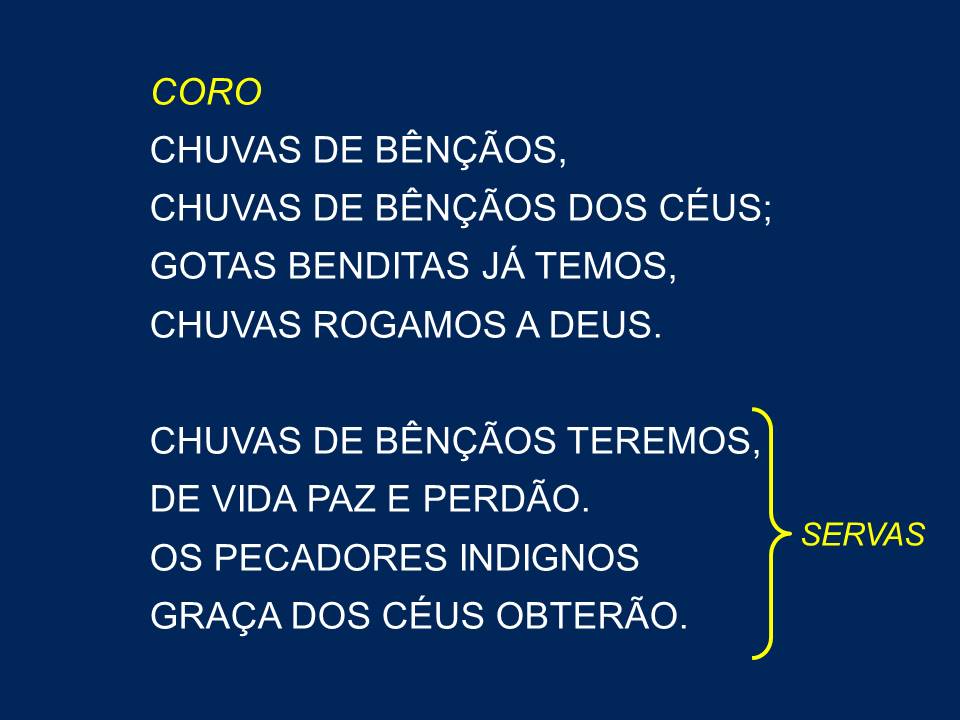 CORO
CHUVAS DE BÊNÇÃOS,
CHUVAS DE BÊNÇÃOS DOS CÉUS;
GOTAS BENDITAS JÁ TEMOS,
CHUVAS ROGAMOS A DEUS.
CHUVAS DE BÊNÇÃOS TEREMOS,
DE VIDA PAZ E PERDÃO.
OS PECADORES INDIGNOS
GRAÇA DOS CÉUS OBTERÃO.
SERVAS